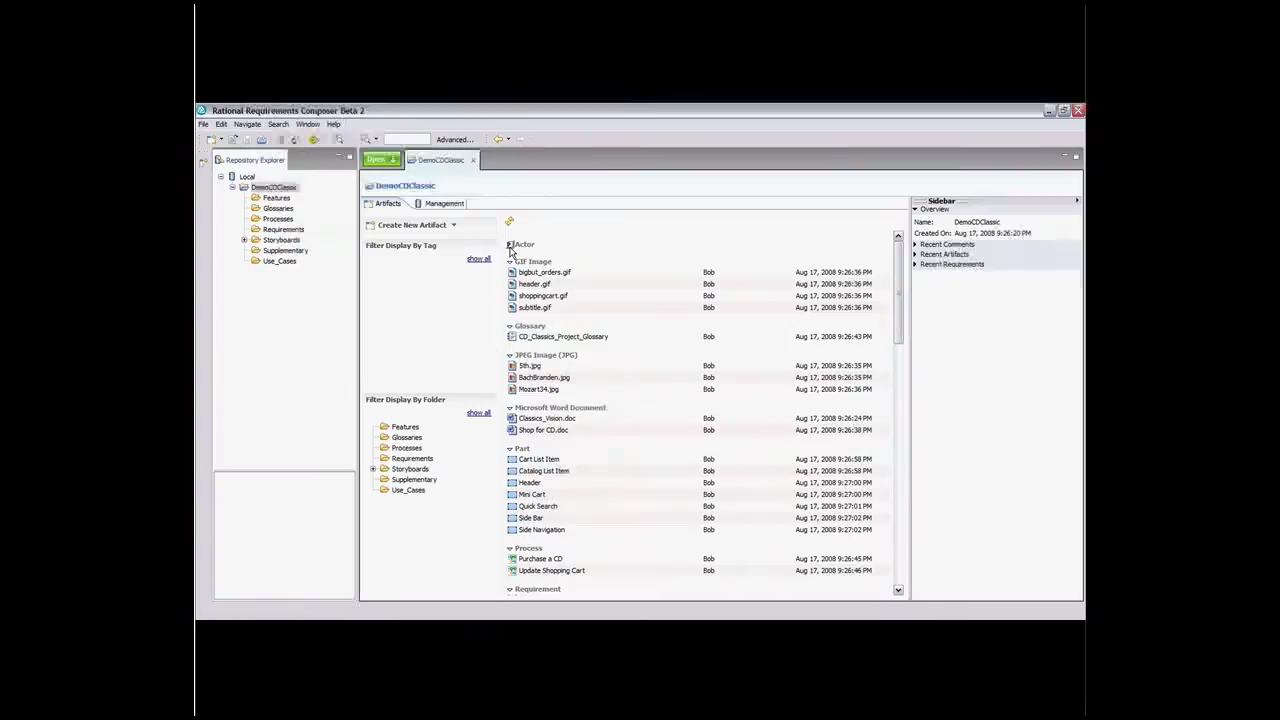 Rational Requirements Composer Beta 2
File Edit Navigate Search Window Help
Advanced...
Repository Explorer
Open
DemoCDClassic
Local
DemoCDClassic
Features
Glossaries
Processes
Requirements
Storyboards
Supplementary
Use_Cases
DemoCDClassic
Artifacts
Management
Create New Artifact
Filter Display By Tag
show all
Filter Display By Folder
show all
Features
Glossaries
Processes
Requirements
Storyboards
Supplementary
Use_Cases
Actor
GIF Image
bigbut_orders.gif Bob Aug 17, 2008 9:26:36 PM
header.gif Bob Aug 17, 2008 9:26:36 PM
shoppingcart.gif Bob Aug 17, 2008 9:26:36 PM
subtitle.gif Bob Aug 17, 2008 9:26:36 PM
Glossary
CD_Classics_Project_Glossary Bob Aug 17, 2008 9:26:43 PM
JPEG Image (JPG)
5th.jpg Bob Aug 17, 2008 9:26:35 PM
BachBranden.jpg Bob Aug 17, 2008 9:26:35 PM
Mozart34.jpg Bob Aug 17, 2008 9:26:36 PM
Microsoft Word Document
Classics_Vision.doc Bob Aug 17, 2008 9:26:24 PM
Shop for CD.doc Bob Aug 17, 2008 9:26:38 PM
Part
Cart List Item Bob Aug 17, 2008 9:26:58 PM
Catalog List Item Bob Aug 17, 2008 9:26:58 PM
Header Bob Aug 17, 2008 9:27:00 PM
Mini Cart Bob Aug 17, 2008 9:27:00 PM
Quick Search Bob Aug 17, 2008 9:27:01 PM
Side Bar Bob Aug 17, 2008 9:27:02 PM
Side Navigation Bob Aug 17, 2008 9:27:02 PM
Process
Purchase a CD Bob Aug 17, 2008 9:26:45 PM
Update Shopping Cart Bob Aug 17, 2008 9:26:46 PM
Requirement
Sidebar
Overview
Name: DemoCDClassic
Created On: Aug 17, 2008 9:26:20 PM
Recent Comments
Recent Artifacts
Recent Requirements